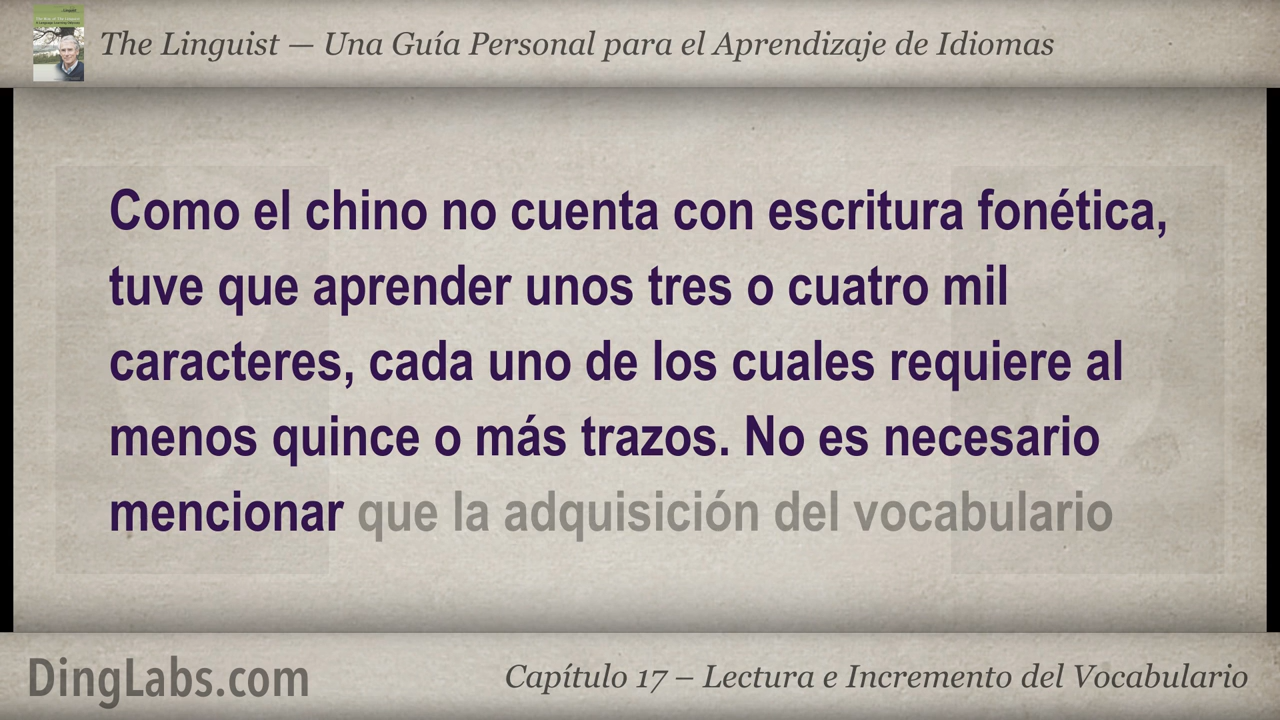 The Linguist — Una Guía Personal para el Aprendizaje de Idiomas
Como el chino no cuenta con escritura fonética,
tuve que aprender unos tres o cuatro mil
caracteres, cada uno de los cuales requiere al
menos quince o más trazos. No es necesario
mencionar que la adquisición del vocabulario
DingLabs.com
Capítulo 17 – Lectura e Incremento del Vocabulario